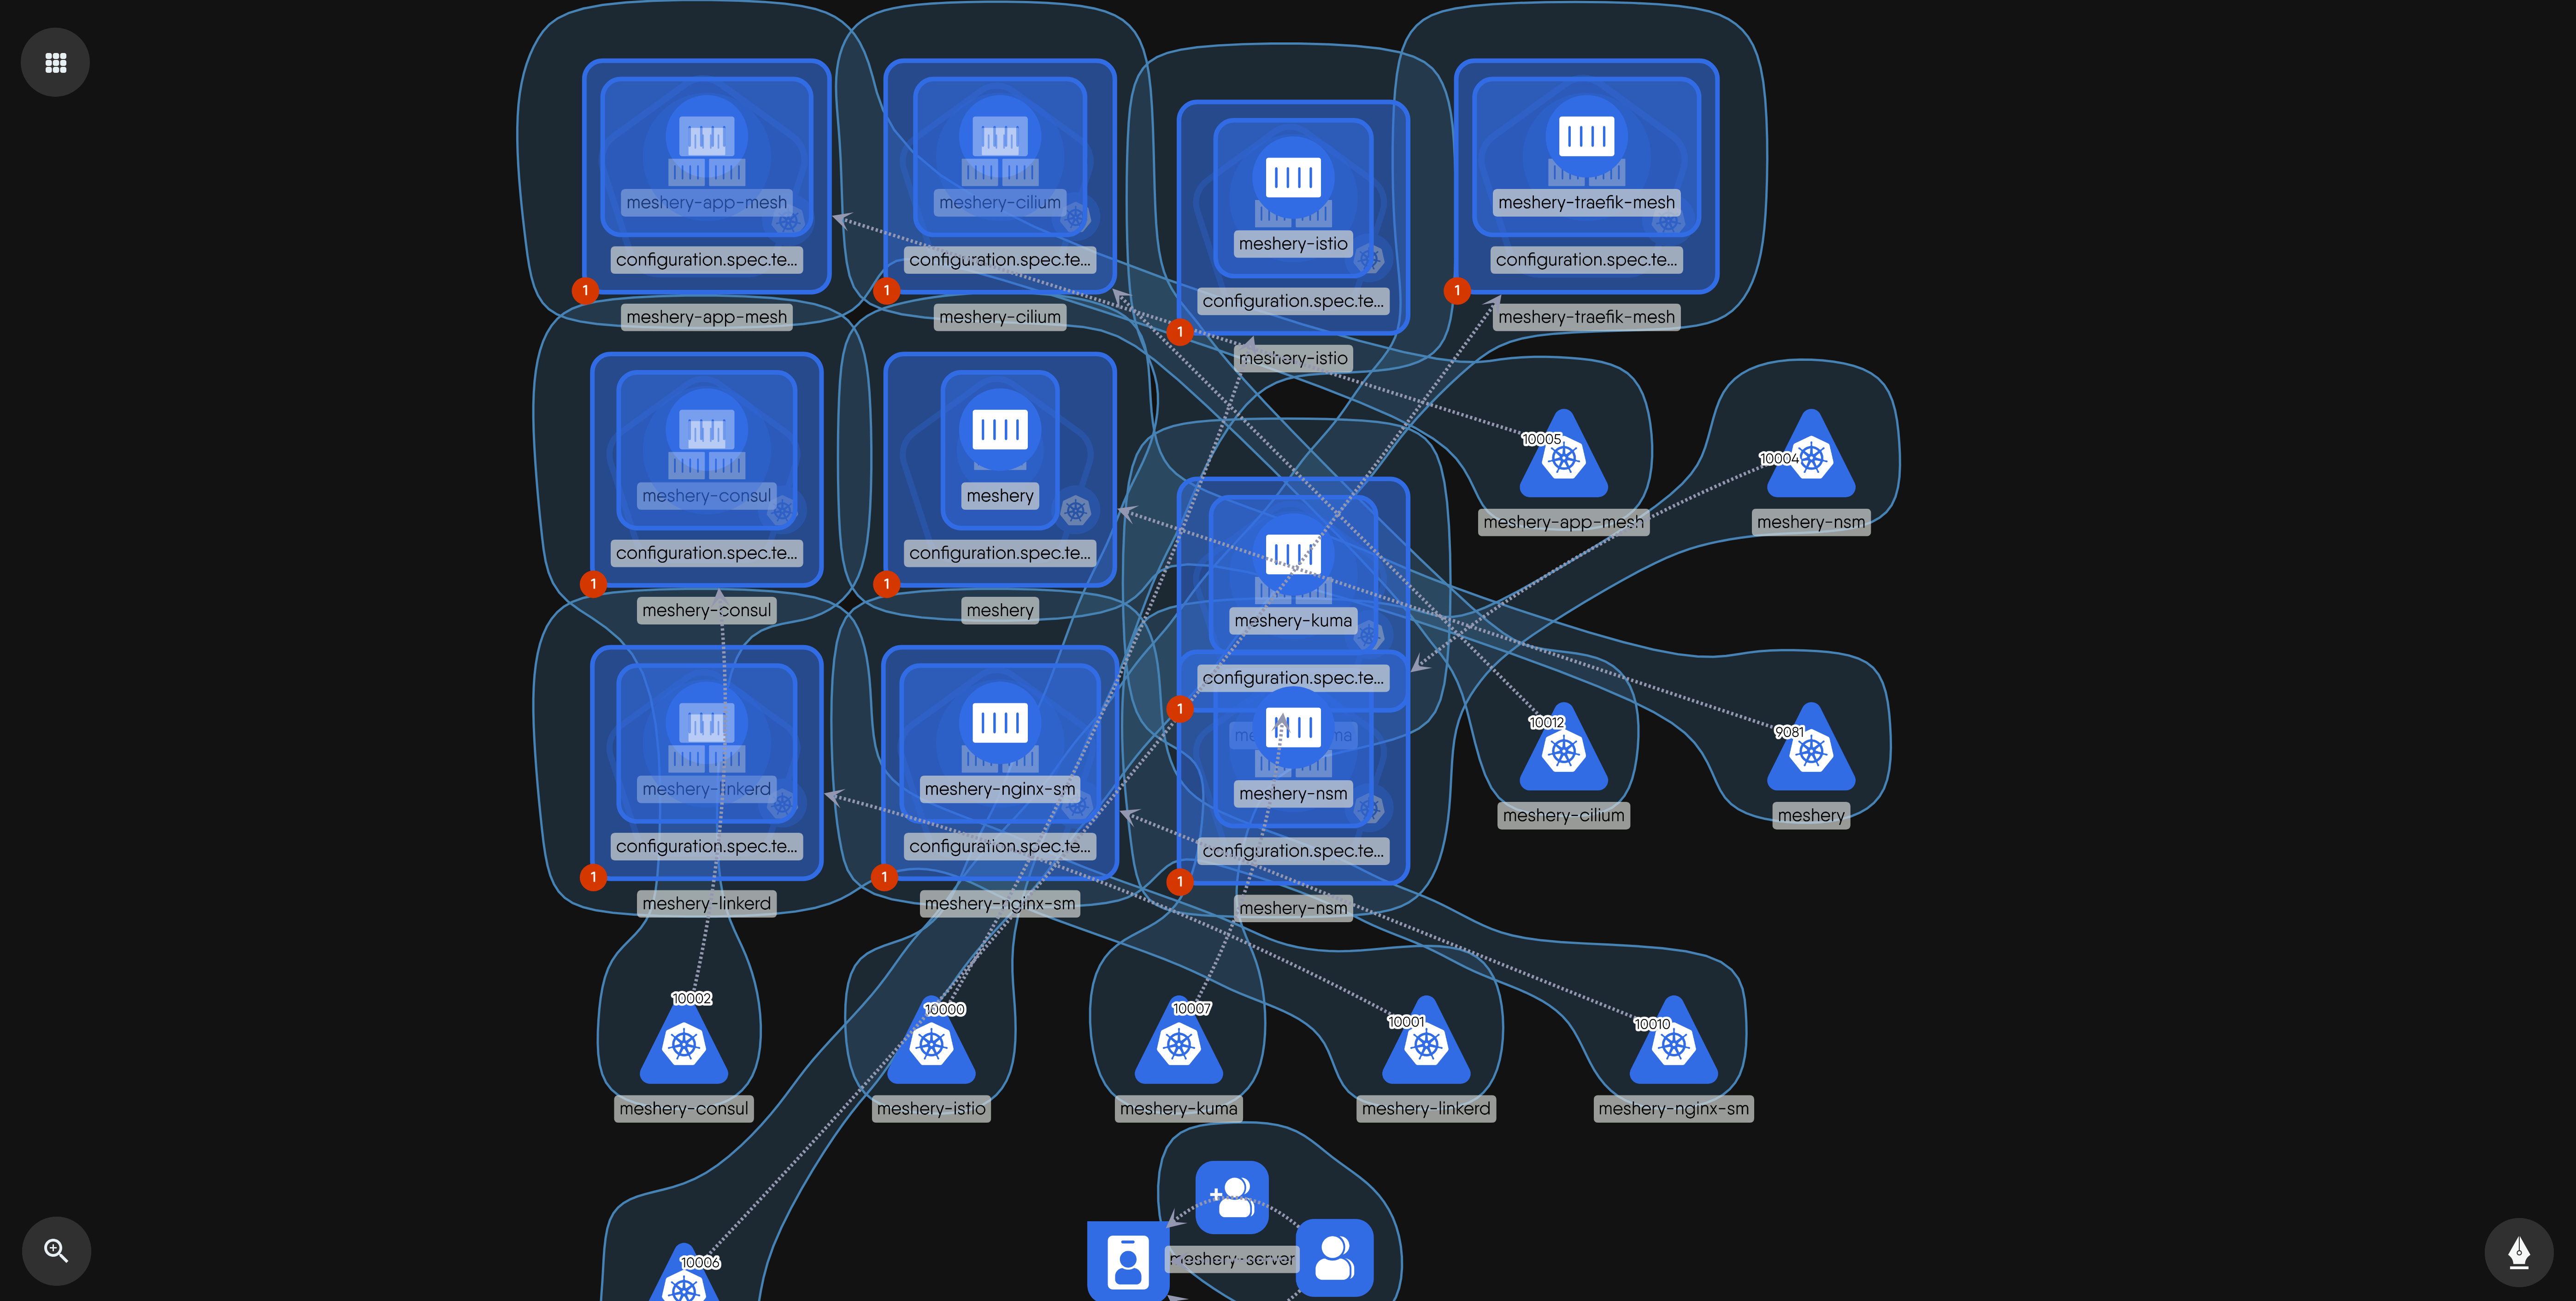 meshery-app-mesh
configuration.spec.te...
1
meshery-app-mesh
meshery-cilium
configuration.spec.te...
1
meshery-cilium
meshery-istio
configuration.spec.te...
1
meshery-istio
meshery-traefik-mesh
configuration.spec.te...
1
meshery-traefik-mesh
meshery-consul
configuration.spec.te...
1
meshery-consul
meshery
configuration.spec.te...
1
meshery
meshery-kuma
configuration.spec.te...
1
10005
meshery-app-mesh
10004
meshery-nsm
meshery-linkerd
configuration.spec.te...
1
meshery-linkerd
meshery-nginx-sm
configuration.spec.te...
1
meshery-nginx-sm
meshery-nsm
configuration.spec.te...
1
meshery-nsm
10012
meshery-cilium
9081
meshery
10002
meshery-consul
10000
meshery-istio
10007
meshery-kuma
10001
meshery-linkerd
10010
meshery-nginx-sm
10006
meshery-server